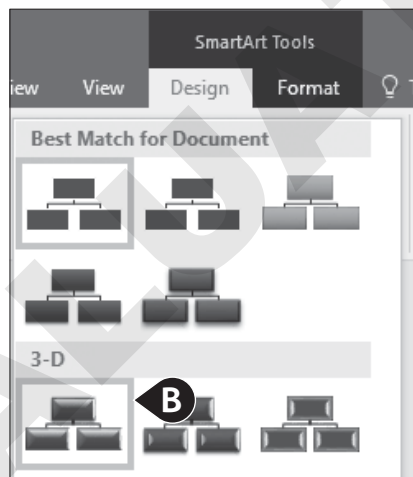 SmartArt Tools
iew View Design Format
Best Match for Document
3-D
B